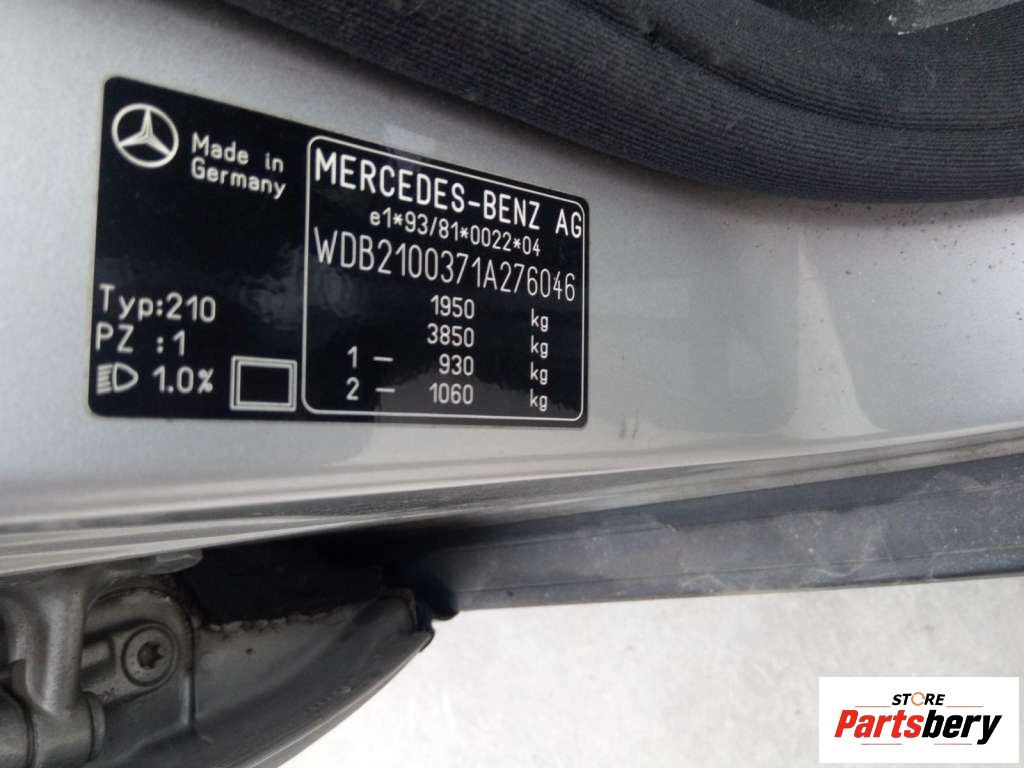 Made in
Germany
MERCEDES-BENZ AG
e1*93/81*0022*04
WDB2100371A276046
1950 kg
3850 kg
1 - 930 kg
2 - 1060 kg
Typ:210
PZ :1
1.0%
STORE
Partsbery